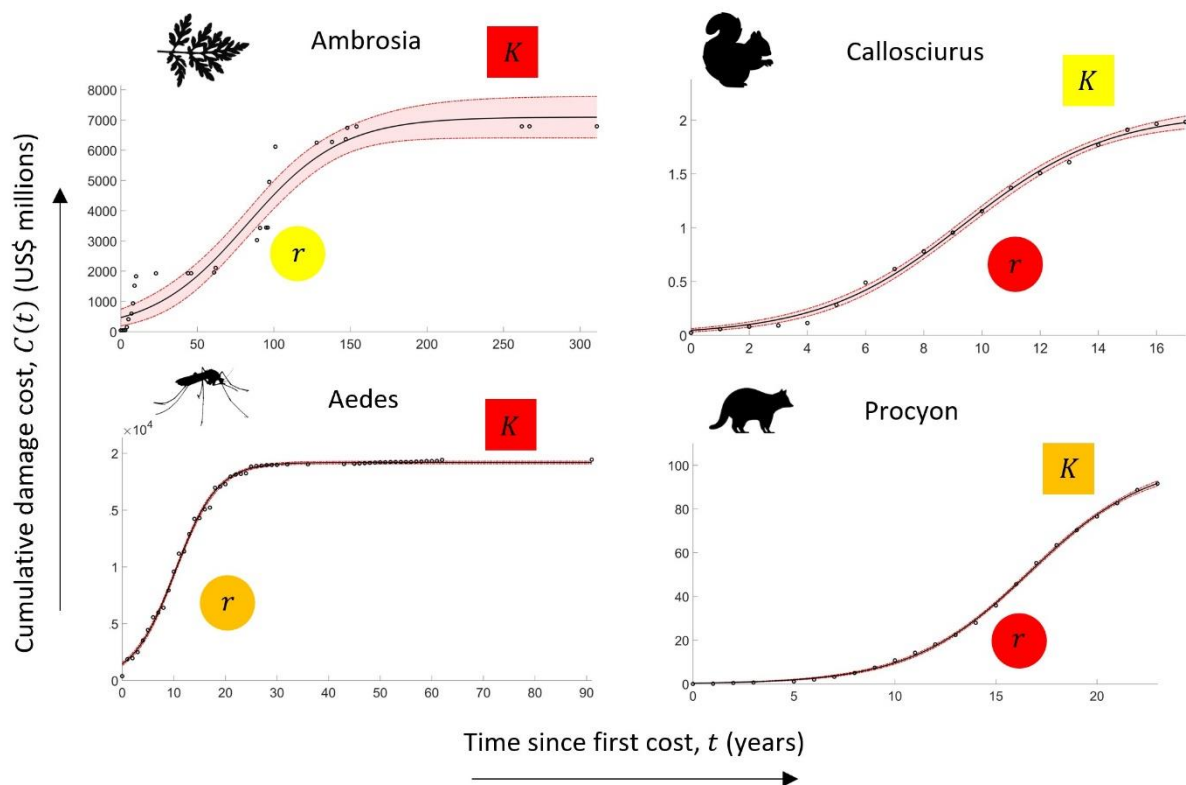 Ambrosia
K
Callosciurus
K
Cumulative damage cost, C(t) (US$ millions)
8000
7000
6000
5000
4000
3000
2000
1000
0
r
0 50 100 150 200 250 300
2
1.5
1
0.5
0
r
0 2 4 6 8 10 12 14 16
Aedes
K
Procyon
K
×10⁴
2
.5
1
.5
0
r
0 10 20 30 40 50 60 70 80 90
100
80
60
40
20
0
r
0 5 10 15 20
Time since first cost, t (years)